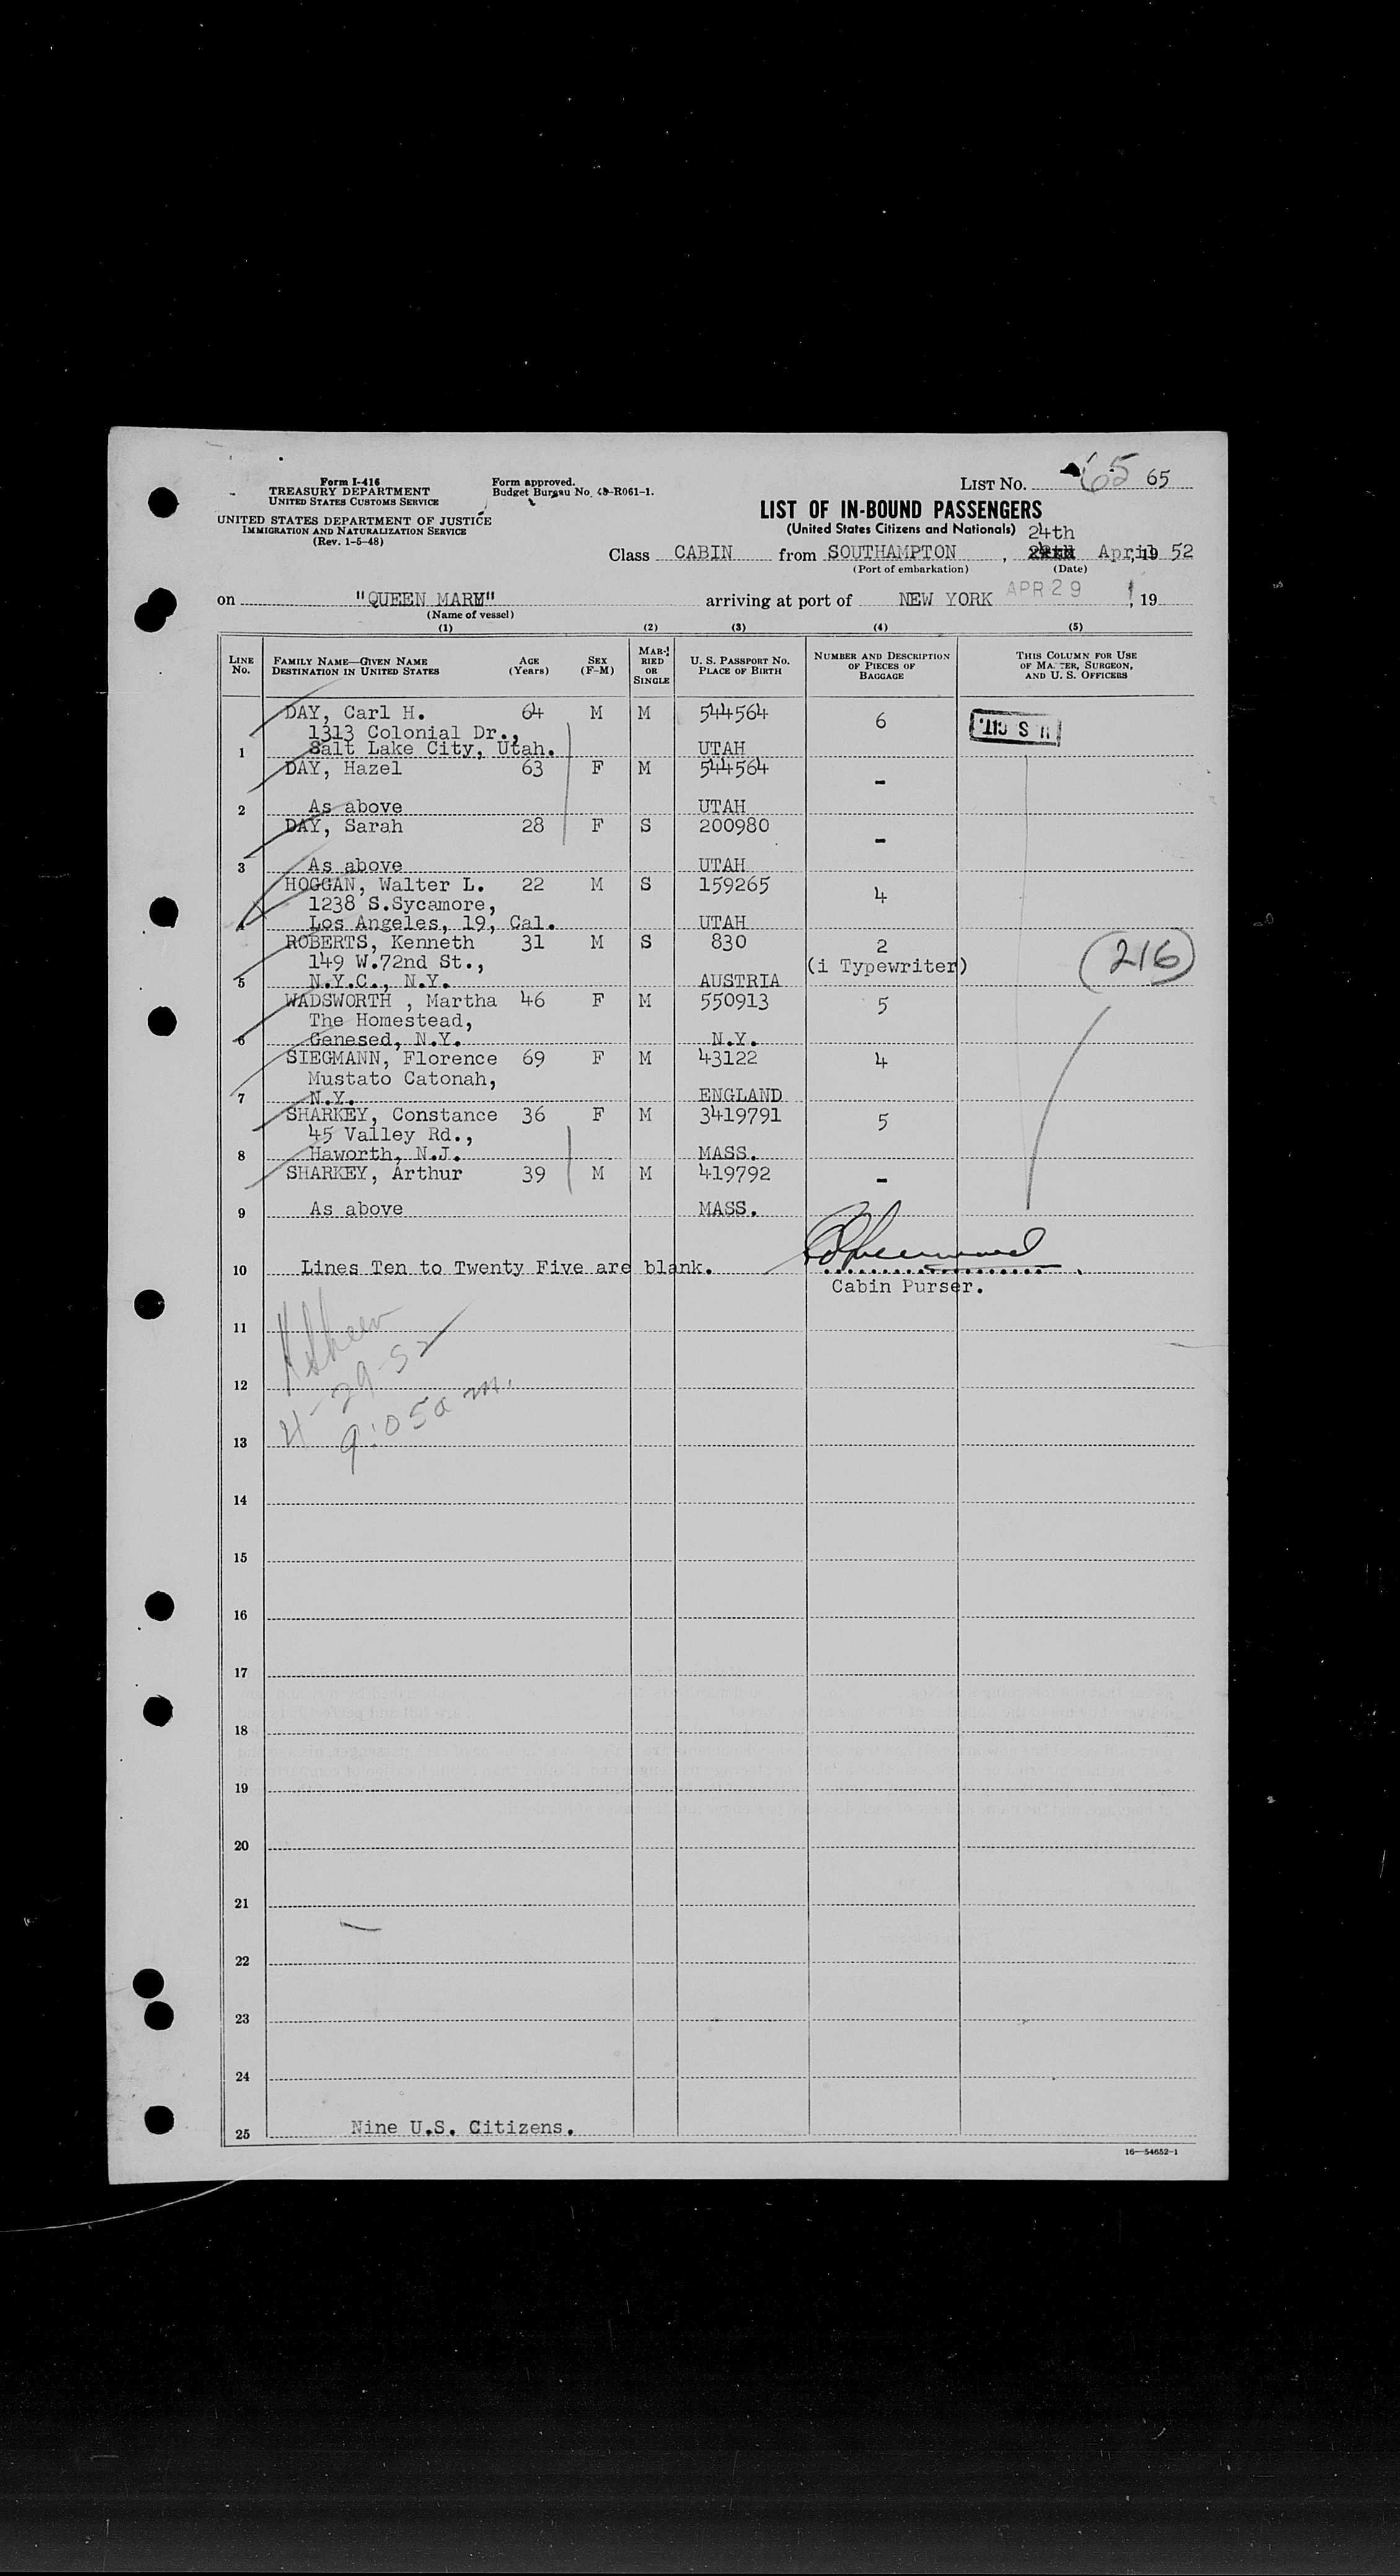 Form I-416
TREASURY DEPARTMENT
UNITED STATES CUSTOMS SERVICE
UNITED STATES DEPARTMENT OF JUSTICE
IMMIGRATION AND NATURALIZATION SERVICE
(Rev. 1-5-48)
Form approved.
Budget Bureau No. 43-R061-1.
LIST NO. 65 65
LIST OF IN-BOUND PASSENGERS
(United States Citizens and Nationals)
24th
Class CABIN from SOUTHAMPTON, April, 19 52
(Port of embarkation) (Date)
on "QUEEN MARY" arriving at port of NEW YORK APR 29, 19
(Name of vessel)
(1) (2) (3) (4) (5)
LINE No. FAMILY NAME—GIVEN NAME DESTINATION IN UNITED STATES AGE (Years) SEX (F-M) MARRIED OR SINGLE U. S. PASSPORT NO. PLACE OF BIRTH NUMBER AND DESCRIPTION OF PIECES OF BAGGAGE THIS COLUMN FOR USE OF MASTER, SURGEON, AND U. S. OFFICERS
DAY, Carl H. 64 M M 544564 6
1313 Colonial Dr.,
1 Salt Lake City, Utah. UTAH
DAY, Hazel 63 F M 544564 -
2 As above UTAH
DAY, Sarah 28 F S 200980 -
3 As above UTAH
HOGGAN, Walter L. 22 M S 159265 4
1238 S.Sycamore,
4 Los Angeles, 19, Cal. UTAH
ROBERTS, Kenneth 31 M S 830 2
149 W.72nd St., (i Typewriter) (216)
5 N.Y.C., N.Y. AUSTRIA
WADSWORTH , Martha 46 F M 550913 5
The Homestead,
6 Genesed, N.Y. N.Y.
SIEGMANN, Florence 69 F M 43122 4
Mustato Catonah,
7 N.Y. ENGLAND
SHARKEY, Constance 36 F M 3419791 5
45 Valley Rd.,
8 Haworth, N.J. MASS.
SHARKEY, Arthur 39 M M 419792 -
9 As above MASS.
10 Lines Ten to Twenty Five are blank.
Cabin Purser.
11
4-29-52
12
9:05 am.
13
14
15
16
17
18
19
20
21
22
23
24
25 Nine U.S. Citizens.
16—54652-1